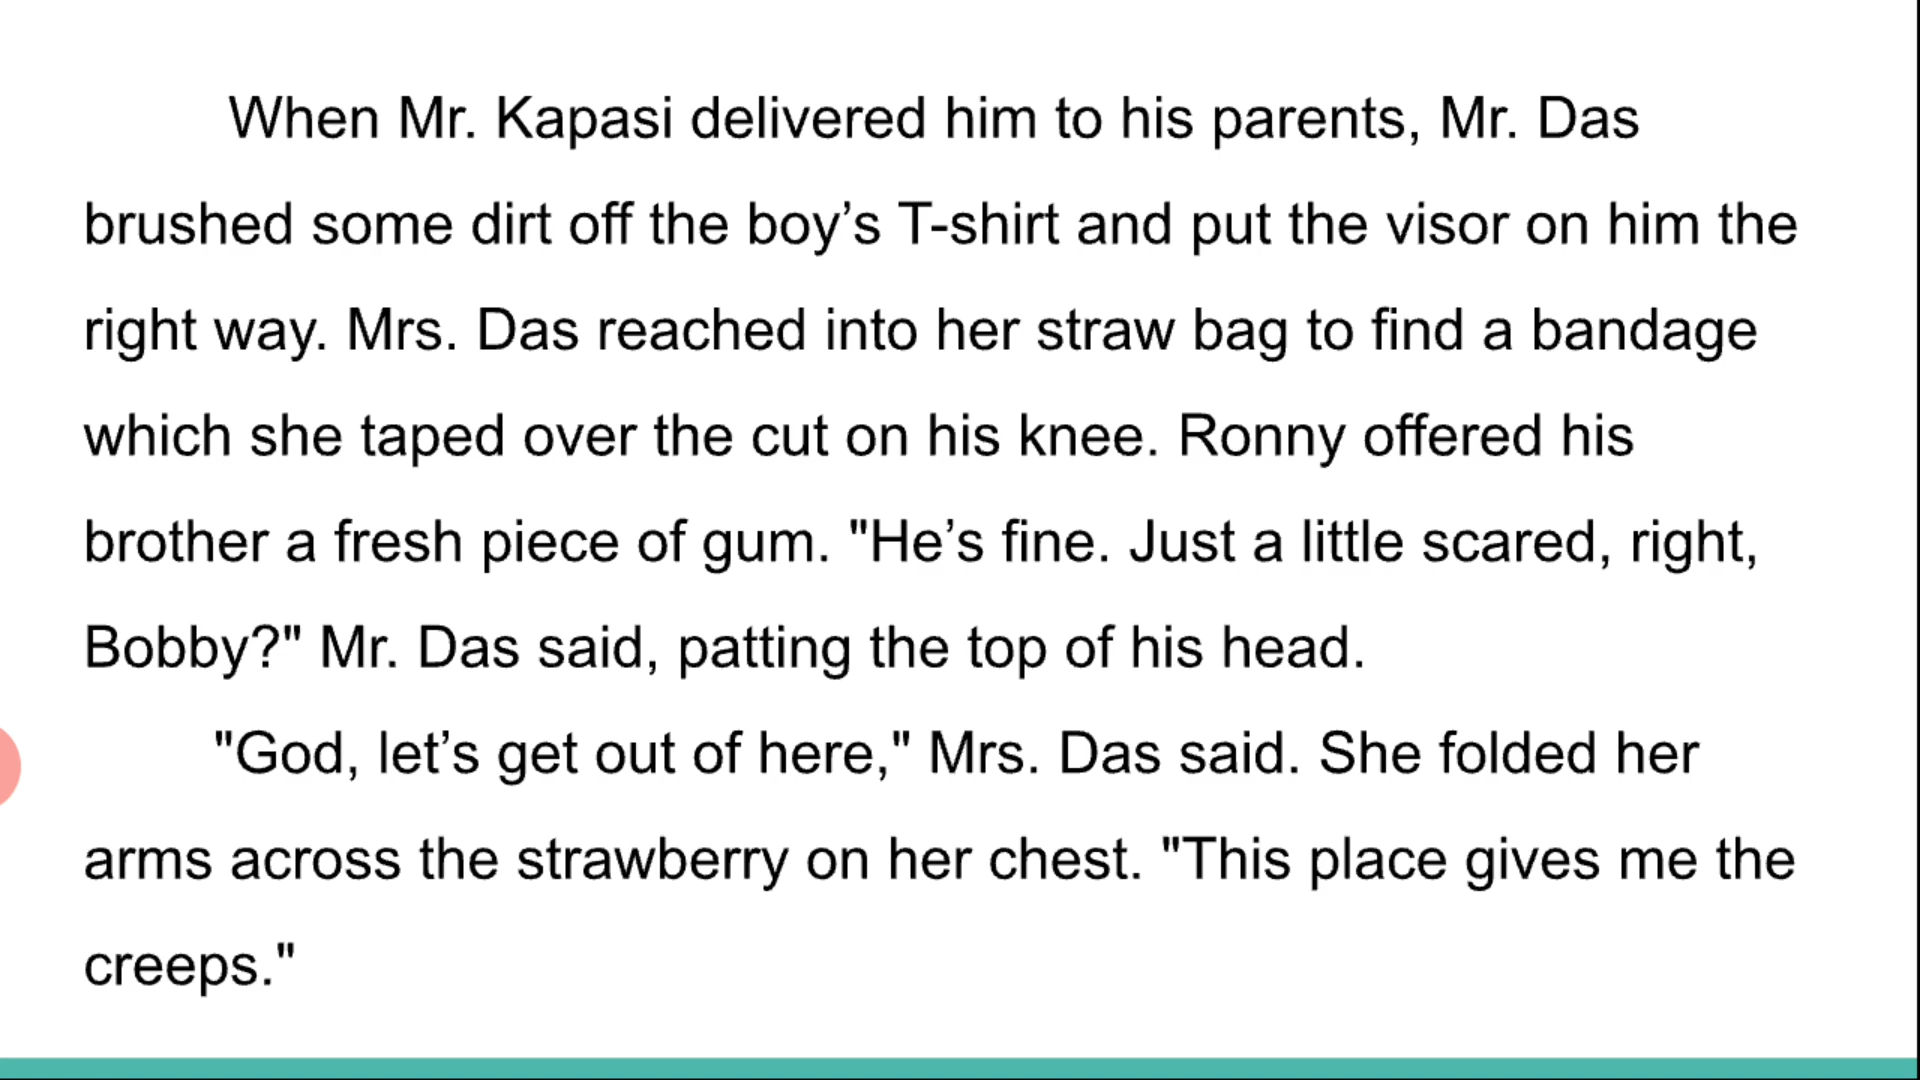 When Mr. Kapasi delivered him to his parents, Mr. Das
brushed some dirt off the boy’s T-shirt and put the visor on him the
right way. Mrs. Das reached into her straw bag to find a bandage
which she taped over the cut on his knee. Ronny offered his
brother a fresh piece of gum. "He’s fine. Just a little scared, right,
Bobby?" Mr. Das said, patting the top of his head.
"God, let’s get out of here," Mrs. Das said. She folded her
arms across the strawberry on her chest. "This place gives me the
creeps."